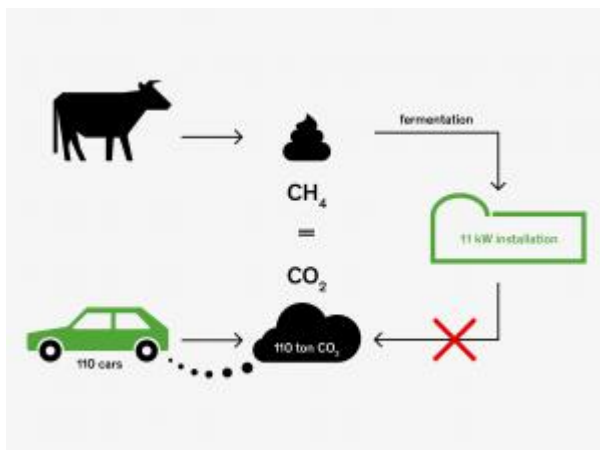 fermentation
CH₄
=
11 kW installation
CO₂
110 ton CO₂
110 cars